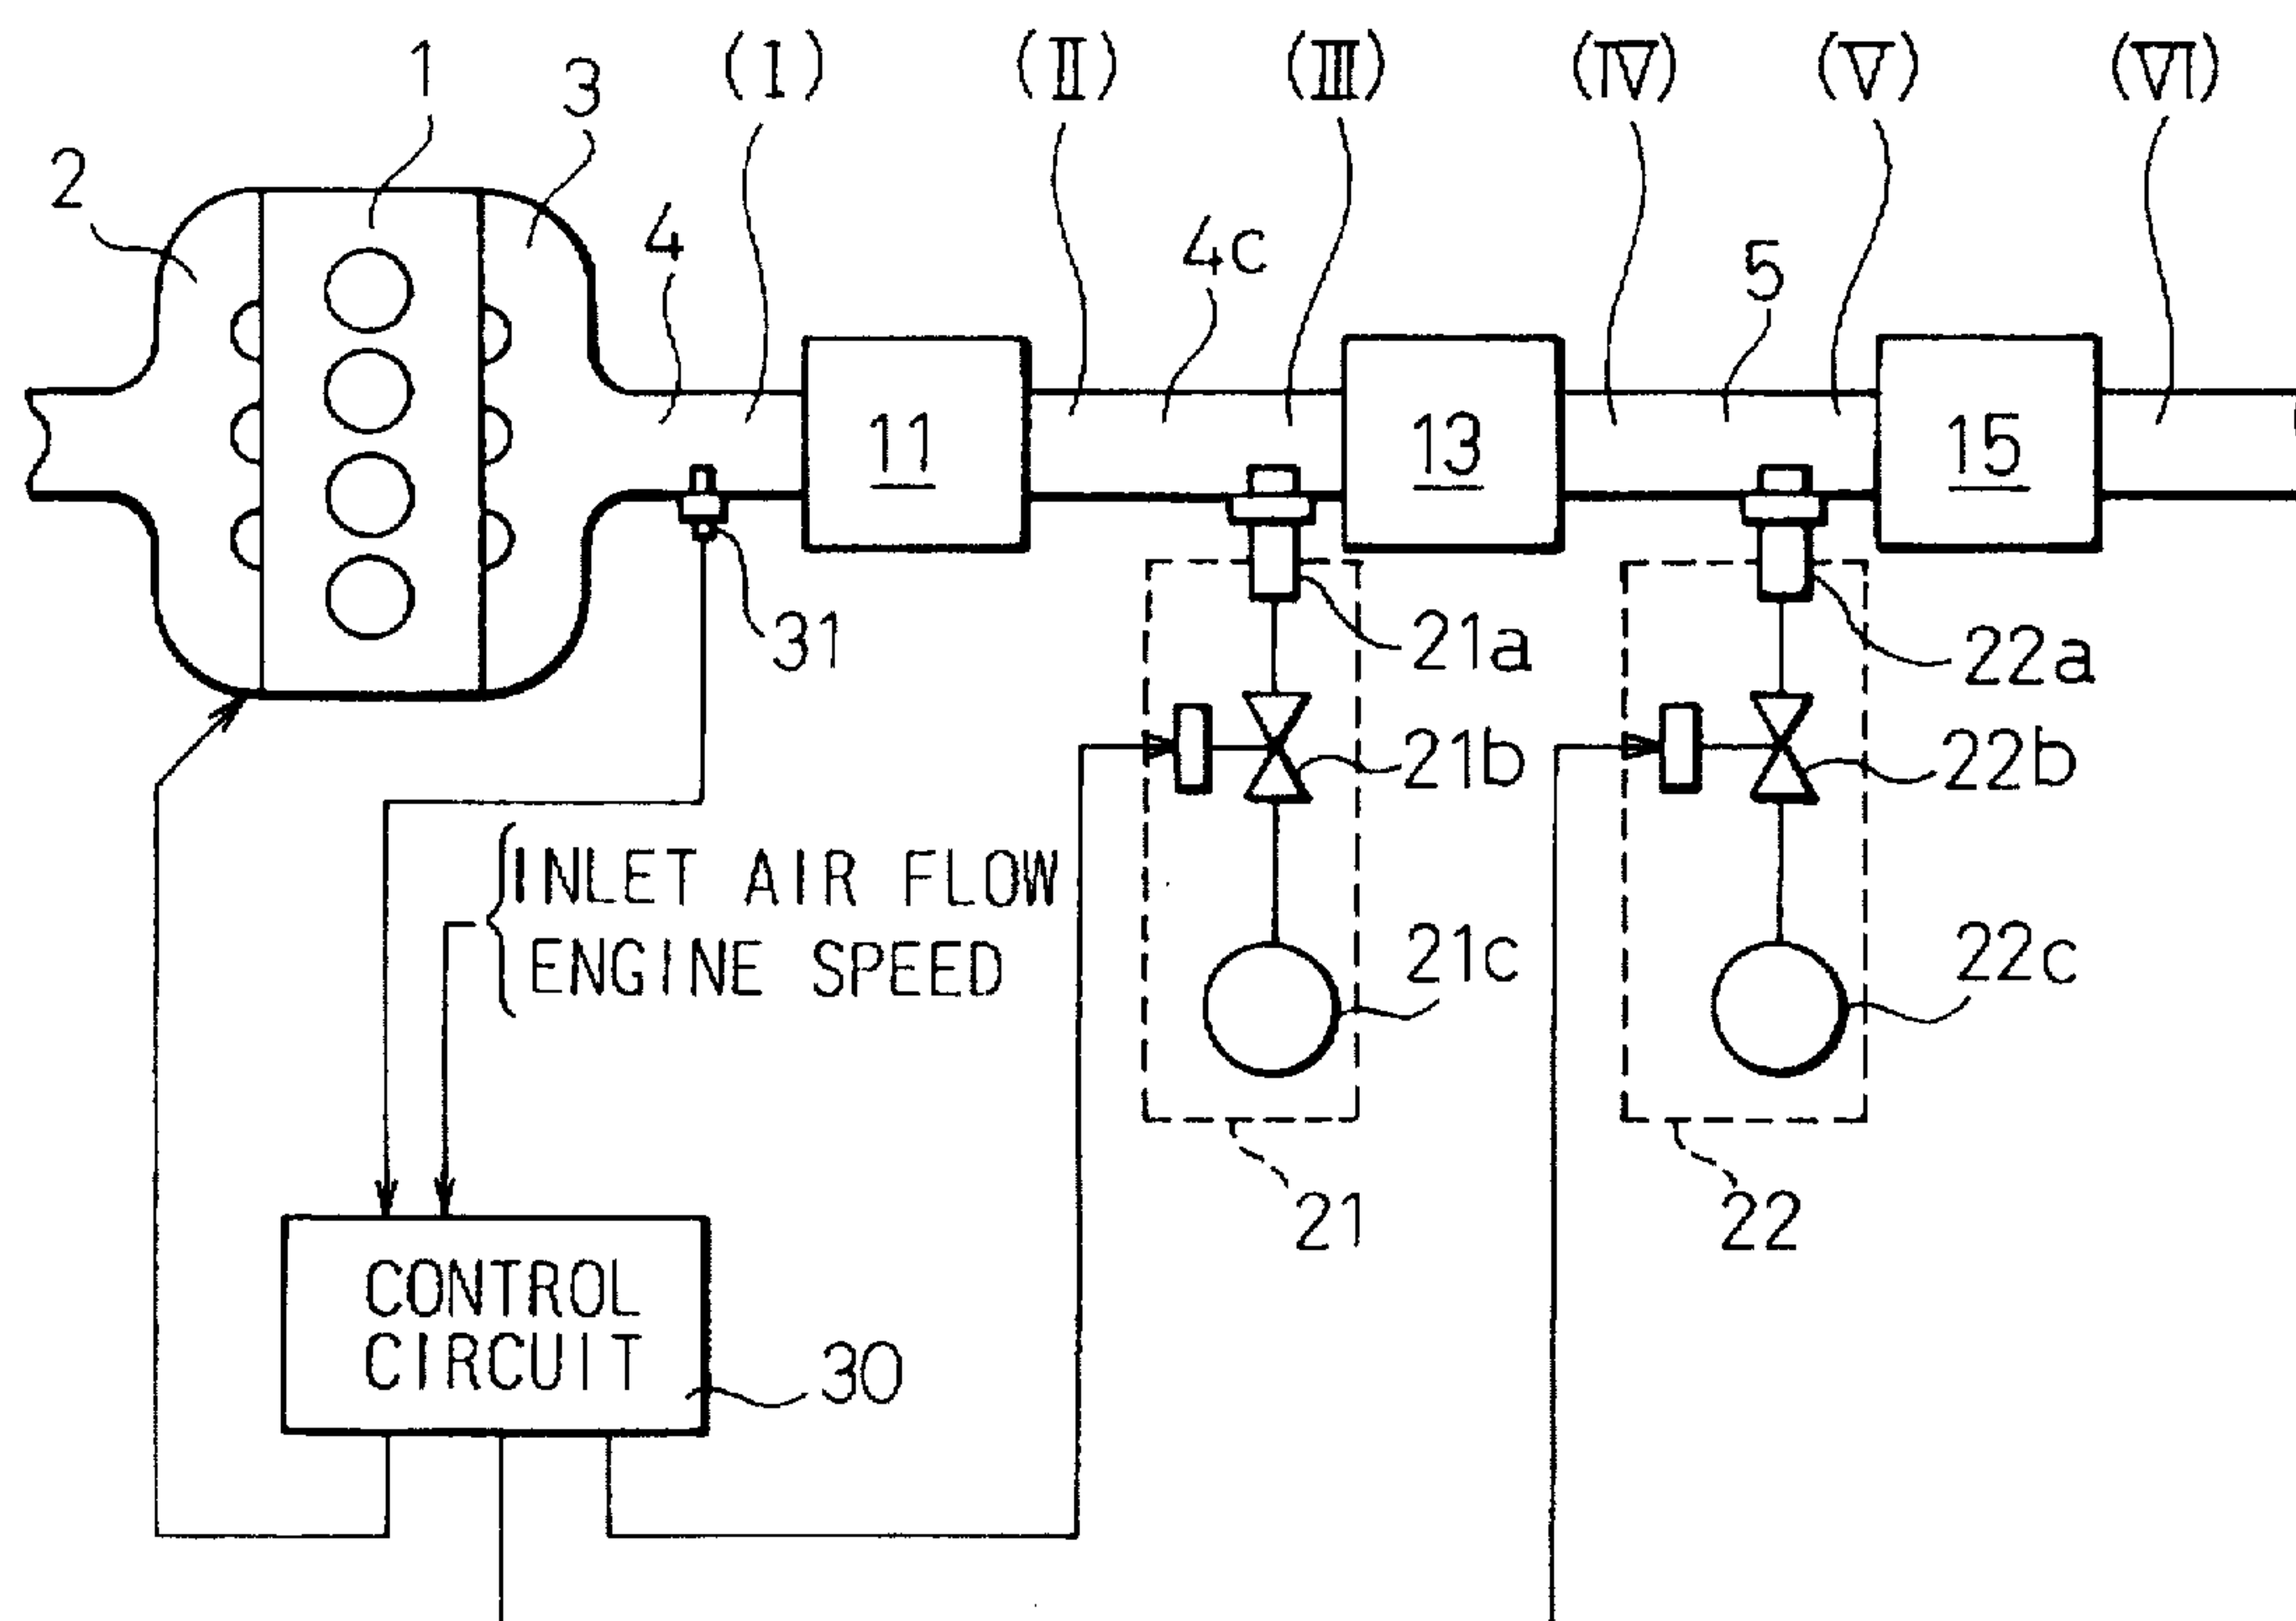 1
3
2
(I)
(II)
(III)
(IV)
(V)
(VI)
4
4c
5
11
13
15
31
21a
22a
21b
22b
INLET AIR FLOW
ENGINE SPEED
21c
22c
21
22
CONTROL
CIRCUIT
30